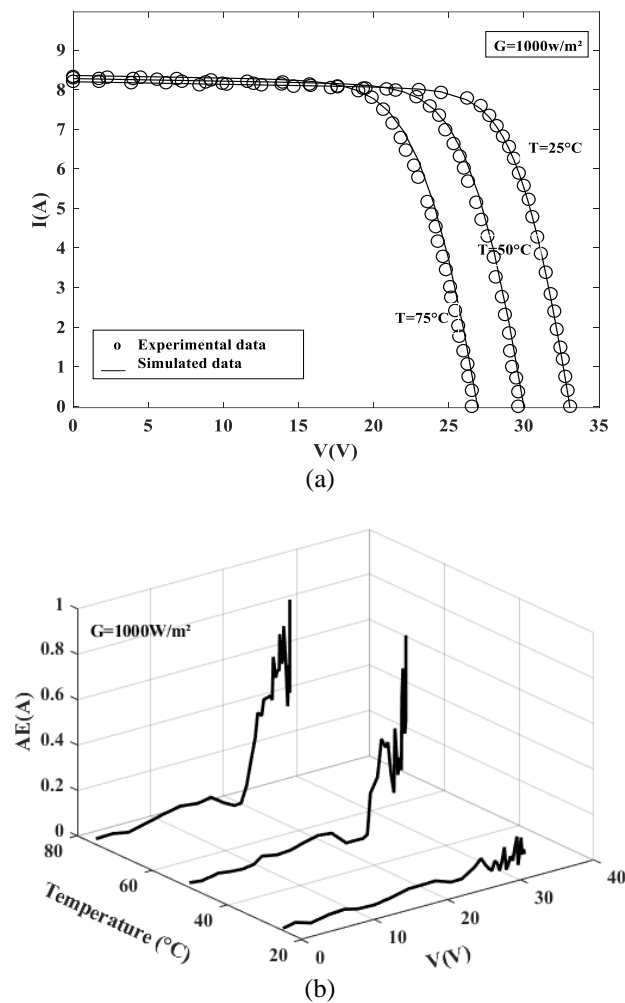 9
G=1000w/m²
8
7
6
T=25°C
5
I(A)
4
T=50°C
3
T=75°C
2
o Experimental data
1
— Simulated data
0
0 5 10 15 20 25 30 35
V(V)
(a)
1
G=1000W/m²
0.8
0.6
AE(A)
0.4
0.2
0
80
60
40
20
Temperature (°C)
0
10
20
30
40
V(V)
(b)